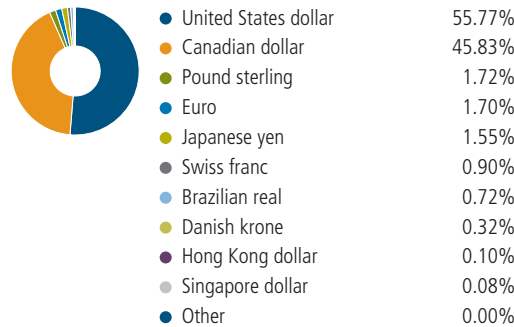 United States dollar 55.77%
Canadian dollar 45.83%
Pound sterling 1.72%
Euro 1.70%
Japanese yen 1.55%
Swiss franc 0.90%
Brazilian real 0.72%
Danish krone 0.32%
Hong Kong dollar 0.10%
Singapore dollar 0.08%
Other 0.00%